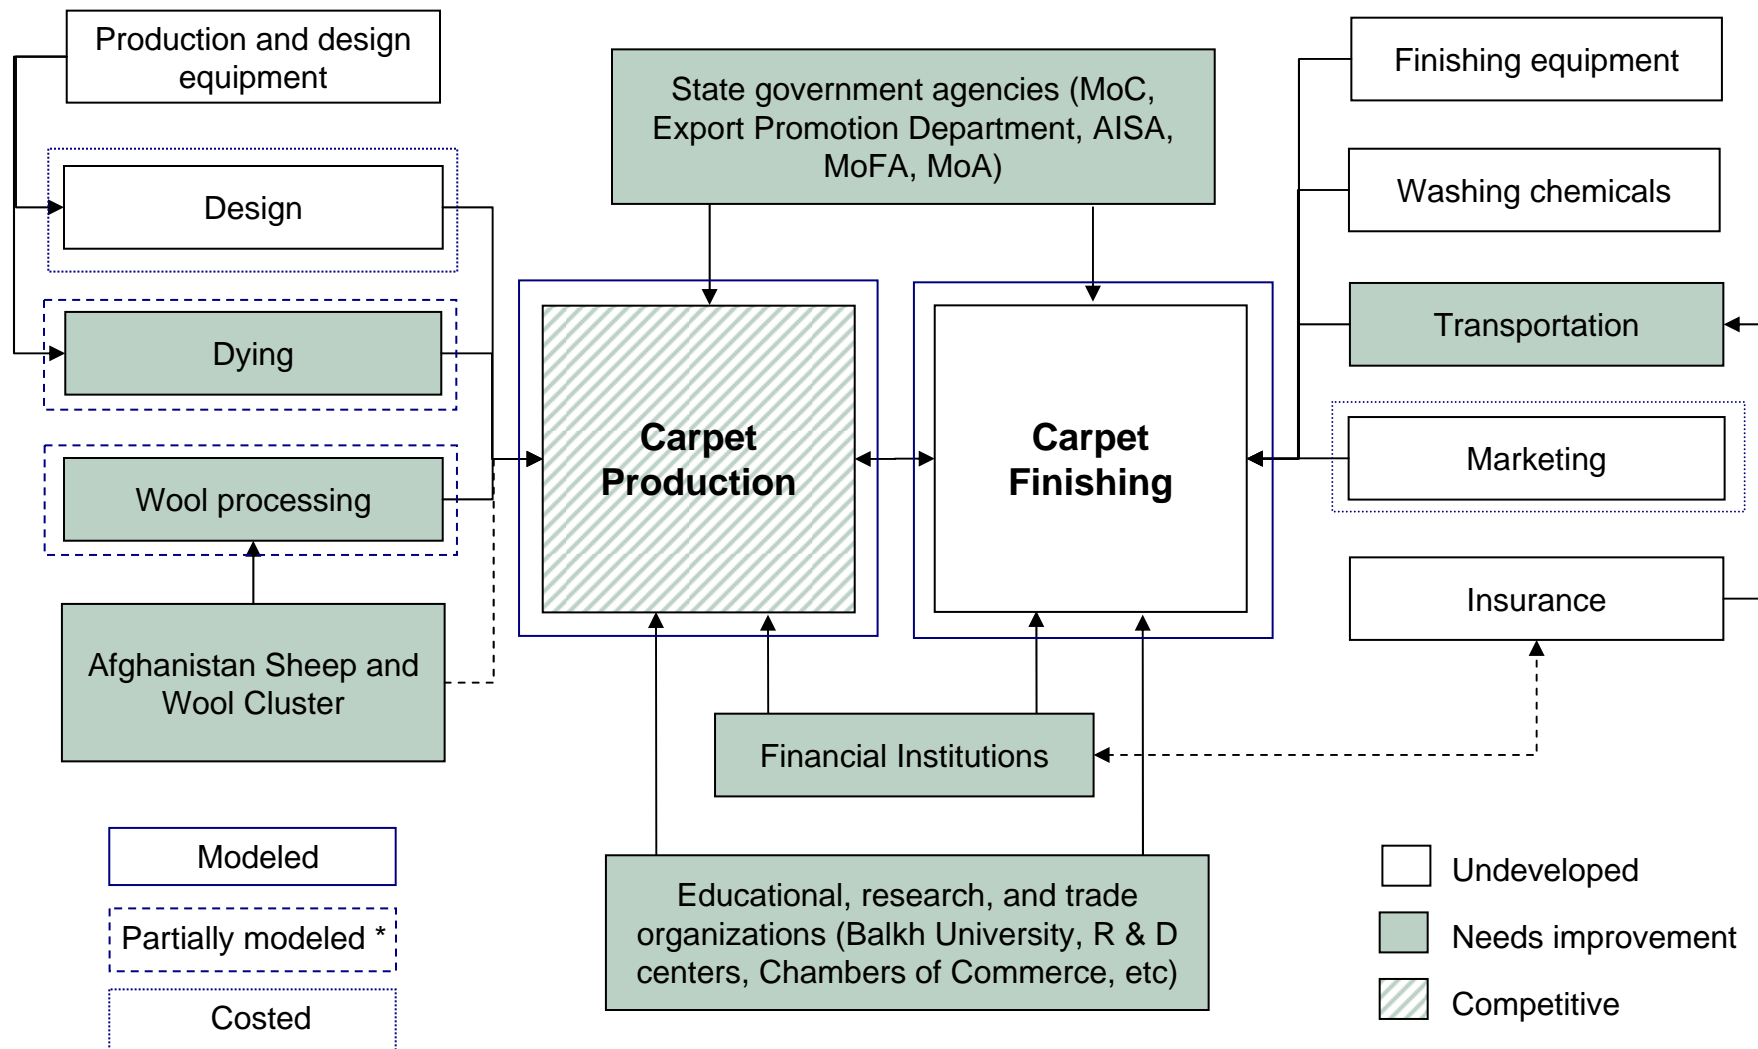 Production and design
equipment
Design
Dying
Wool processing
Afghanistan Sheep and
Wool Cluster
State government agencies (MoC,
Export Promotion Department, AISA,
MoFA, MoA)
Carpet
Production
Carpet
Finishing
Financial Institutions
Educational, research, and trade
organizations (Balkh University, R & D
centers, Chambers of Commerce, etc)
Finishing equipment
Washing chemicals
Transportation
Marketing
Insurance
Modeled
Partially modeled *
Costed
Undeveloped
Needs improvement
Competitive